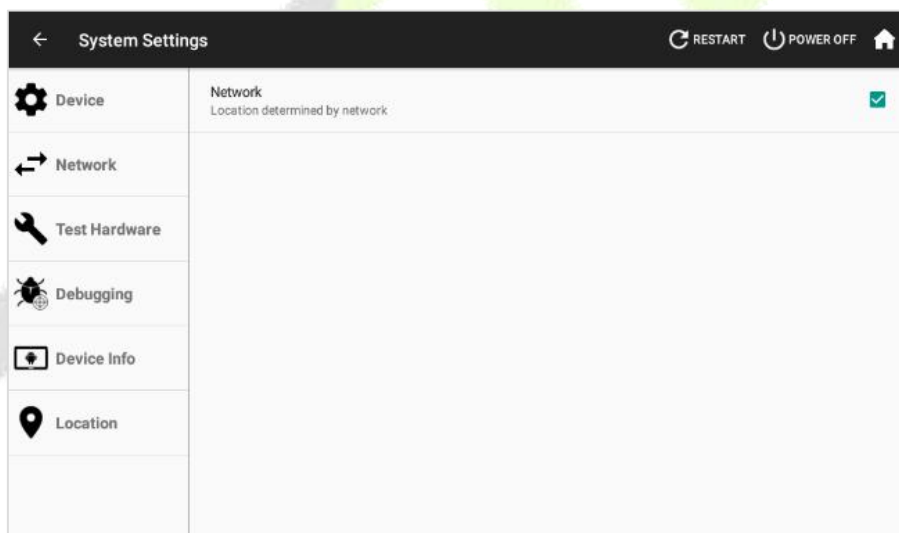 System Settings
RESTART
POWER OFF
Device
Network
Test Hardware
Debugging
Device Info
Location
Network
Location determined by network